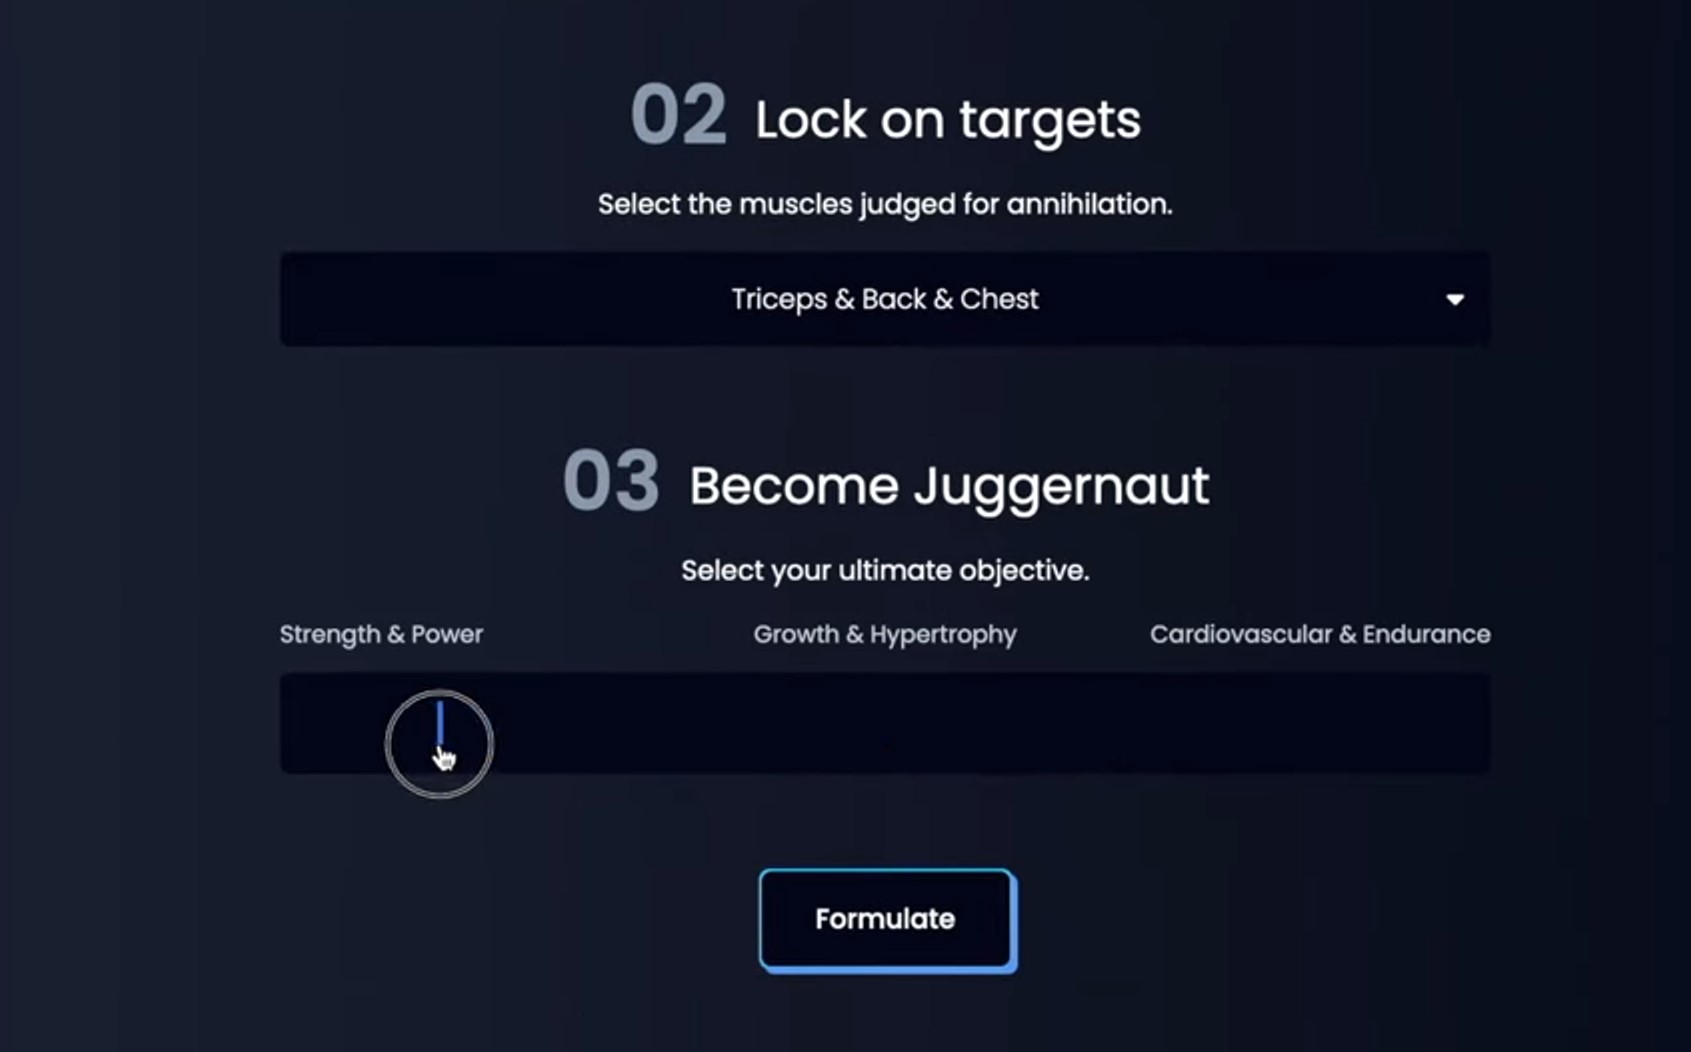 02 Lock on targets
Select the muscles judged for annihilation.
Triceps & Back & Chest
03 Become Juggernaut
Select your ultimate objective.
Strength & Power Growth & Hypertrophy Cardiovascular & Endurance
Formulate